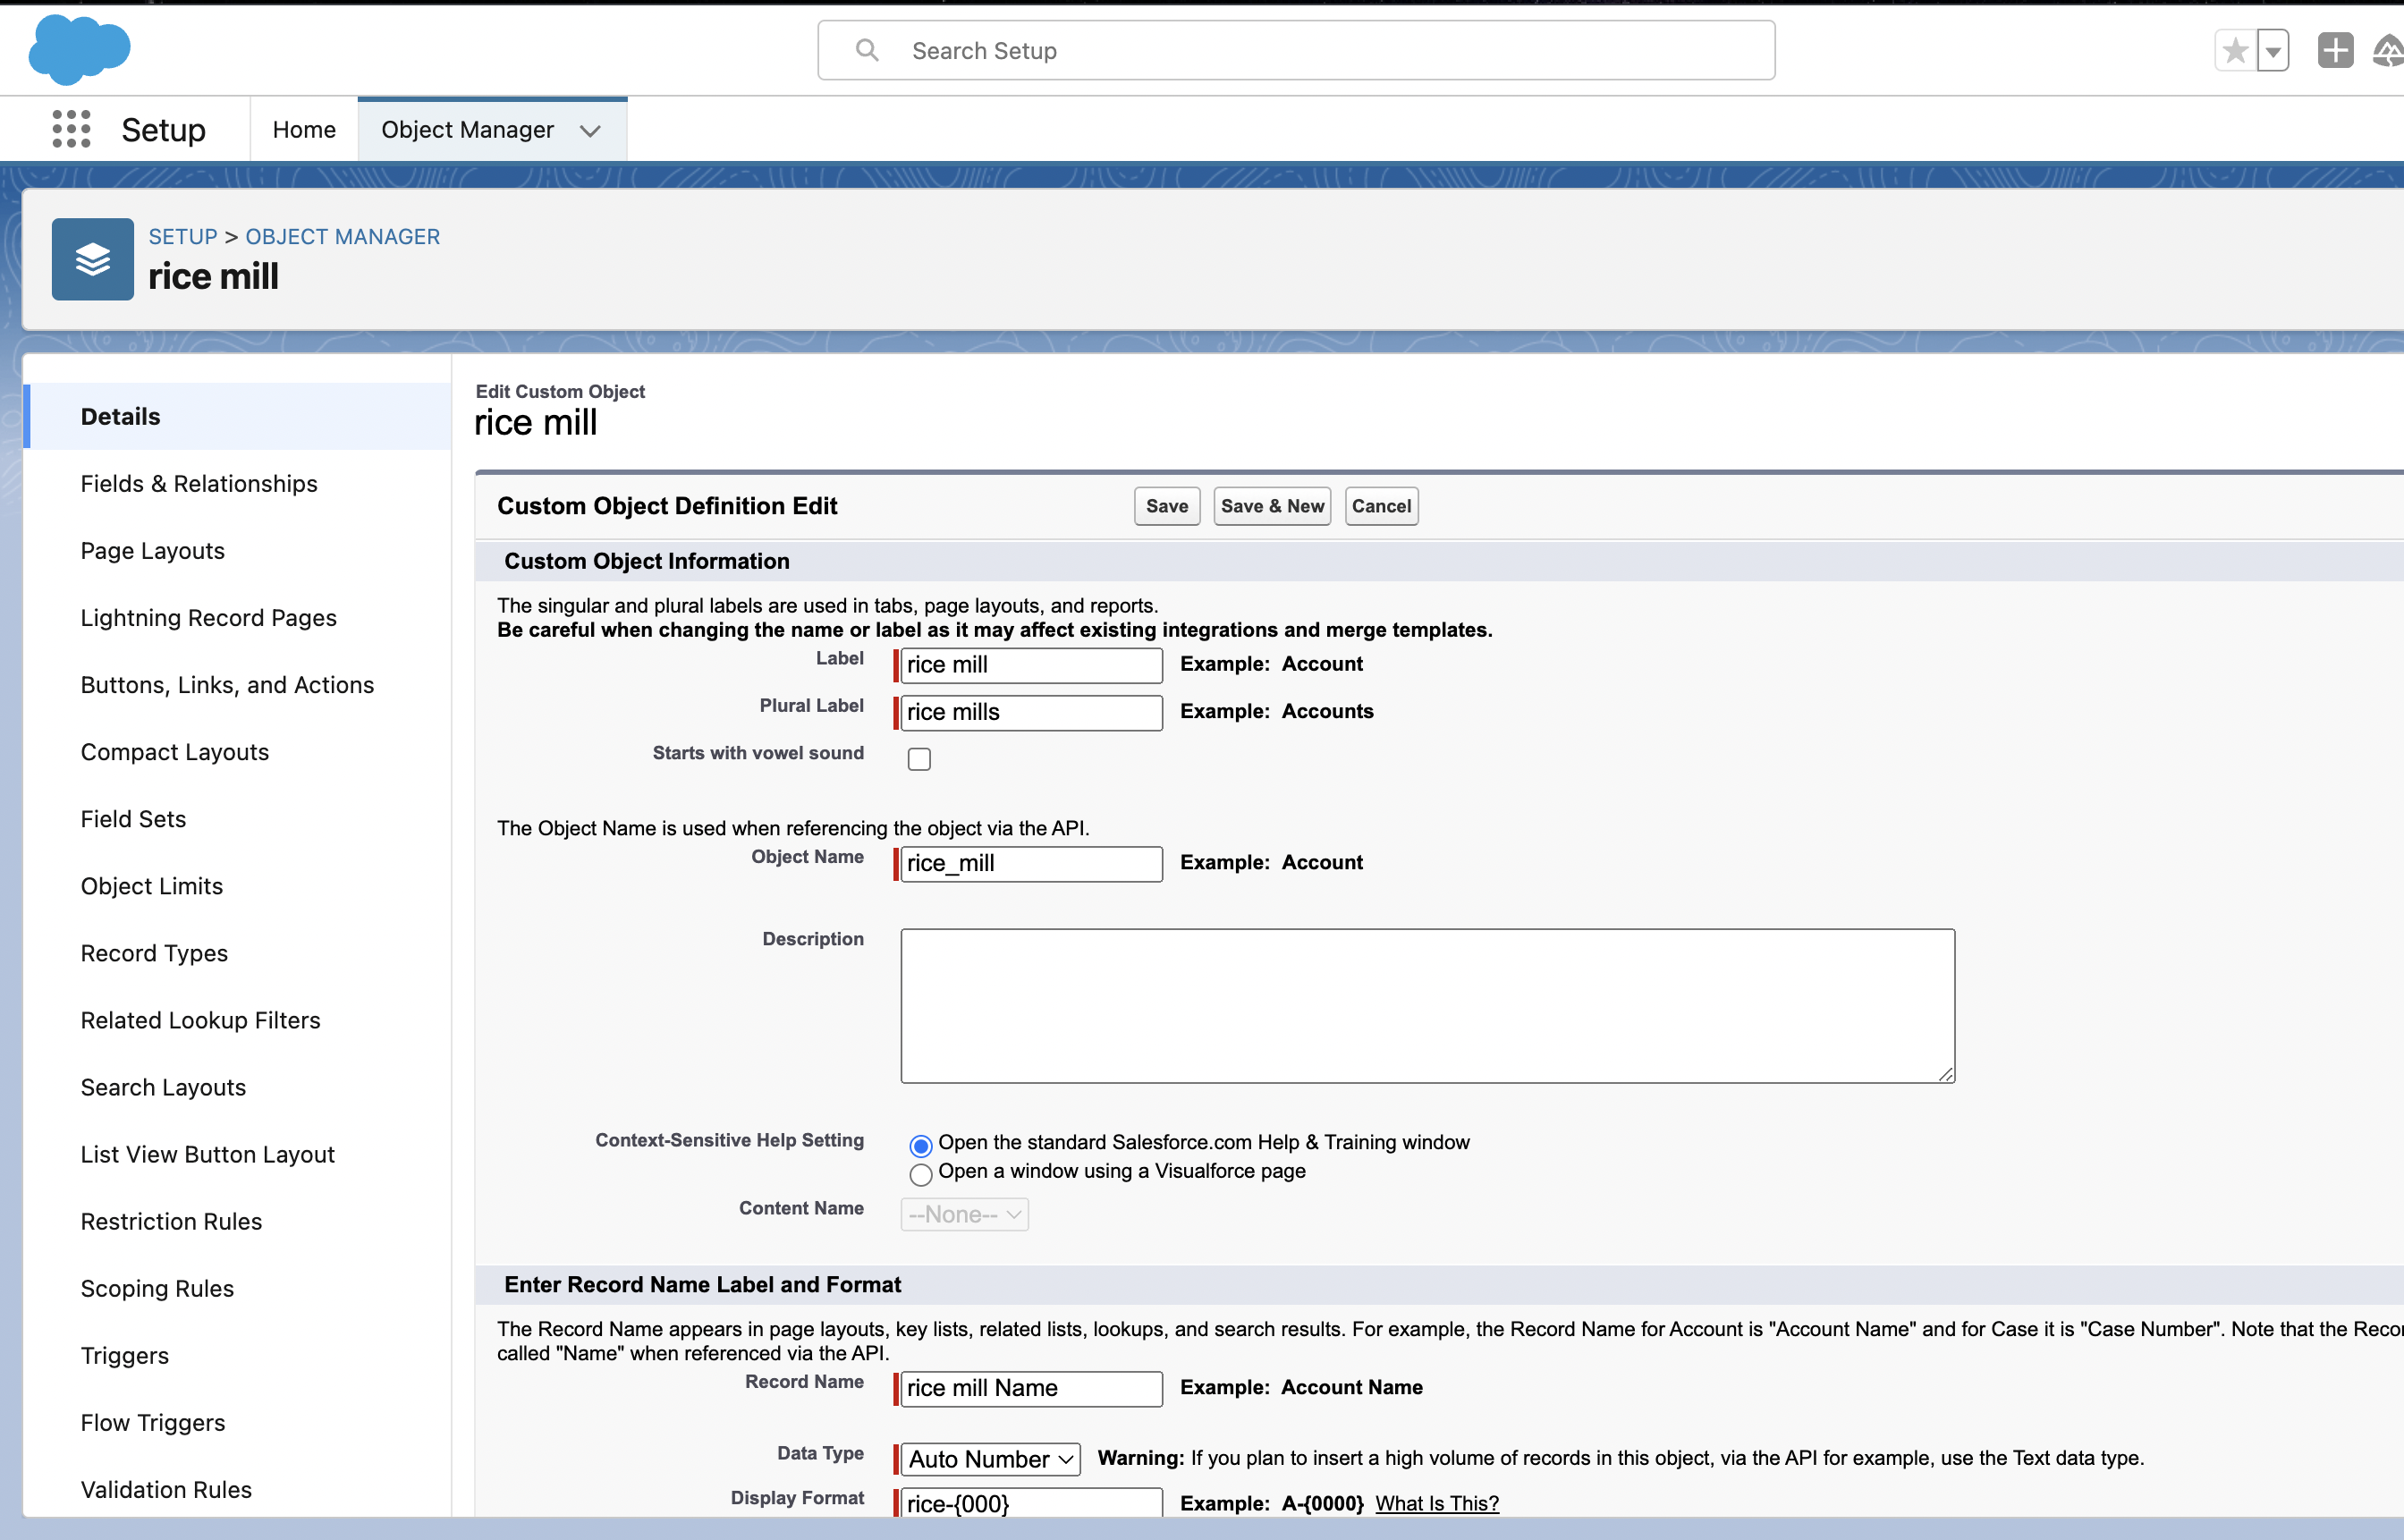 Search Setup
Setup
Home
Object Manager
SETUP > OBJECT MANAGER
rice mill
Details
Fields & Relationships
Page Layouts
Lightning Record Pages
Buttons, Links, and Actions
Compact Layouts
Field Sets
Object Limits
Record Types
Related Lookup Filters
Search Layouts
List View Button Layout
Restriction Rules
Scoping Rules
Triggers
Flow Triggers
Validation Rules
Edit Custom Object
rice mill
Custom Object Definition Edit Save Save & New Cancel
Custom Object Information
The singular and plural labels are used in tabs, page layouts, and reports.
Be careful when changing the name or label as it may affect existing integrations and merge templates.
Label rice mill Example: Account
Plural Label rice mills Example: Accounts
Starts with vowel sound
The Object Name is used when referencing the object via the API.
Object Name rice_mill Example: Account
Description
Context-Sensitive Help Setting Open the standard Salesforce.com Help & Training window
Open a window using a Visualforce page
Content Name --None--
Enter Record Name Label and Format
The Record Name appears in page layouts, key lists, related lists, lookups, and search results. For example, the Record Name for Account is "Account Name" and for Case it is "Case Number". Note that the
called "Name" when referenced via the API.
Record Name rice mill Name Example: Account Name
Data Type Auto Number Warning: If you plan to insert a high volume of records in this object, via the API for example, use the Text data type.
Display Format rice-{000} Example: A-{0000} What Is This?